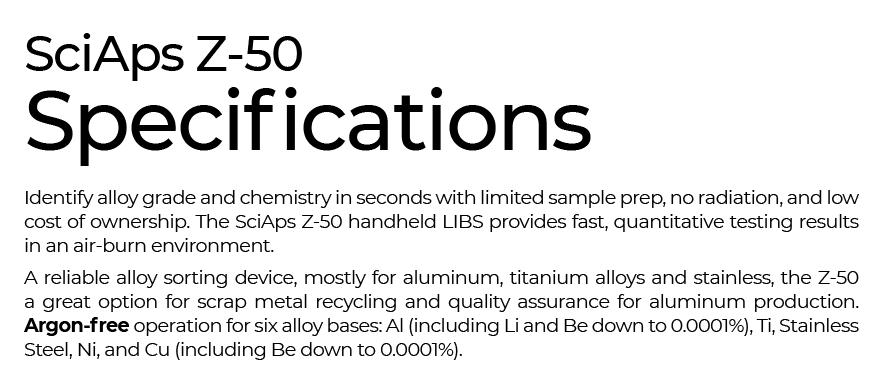 SciAps Z-50
Specifications
Identify alloy grade and chemistry in seconds with limited sample prep, no radiation, and low
cost of ownership. The SciAps Z-50 handheld LIBS provides fast, quantitative testing results
in an air-burn environment.
A reliable alloy sorting device, mostly for aluminum, titanium alloys and stainless, the Z-50
a great option for scrap metal recycling and quality assurance for aluminum production.
Argon-free operation for six alloy bases: Al (including Li and Be down to 0.0001%), Ti, Stainless
Steel, Ni, and Cu (including Be down to 0.0001%).